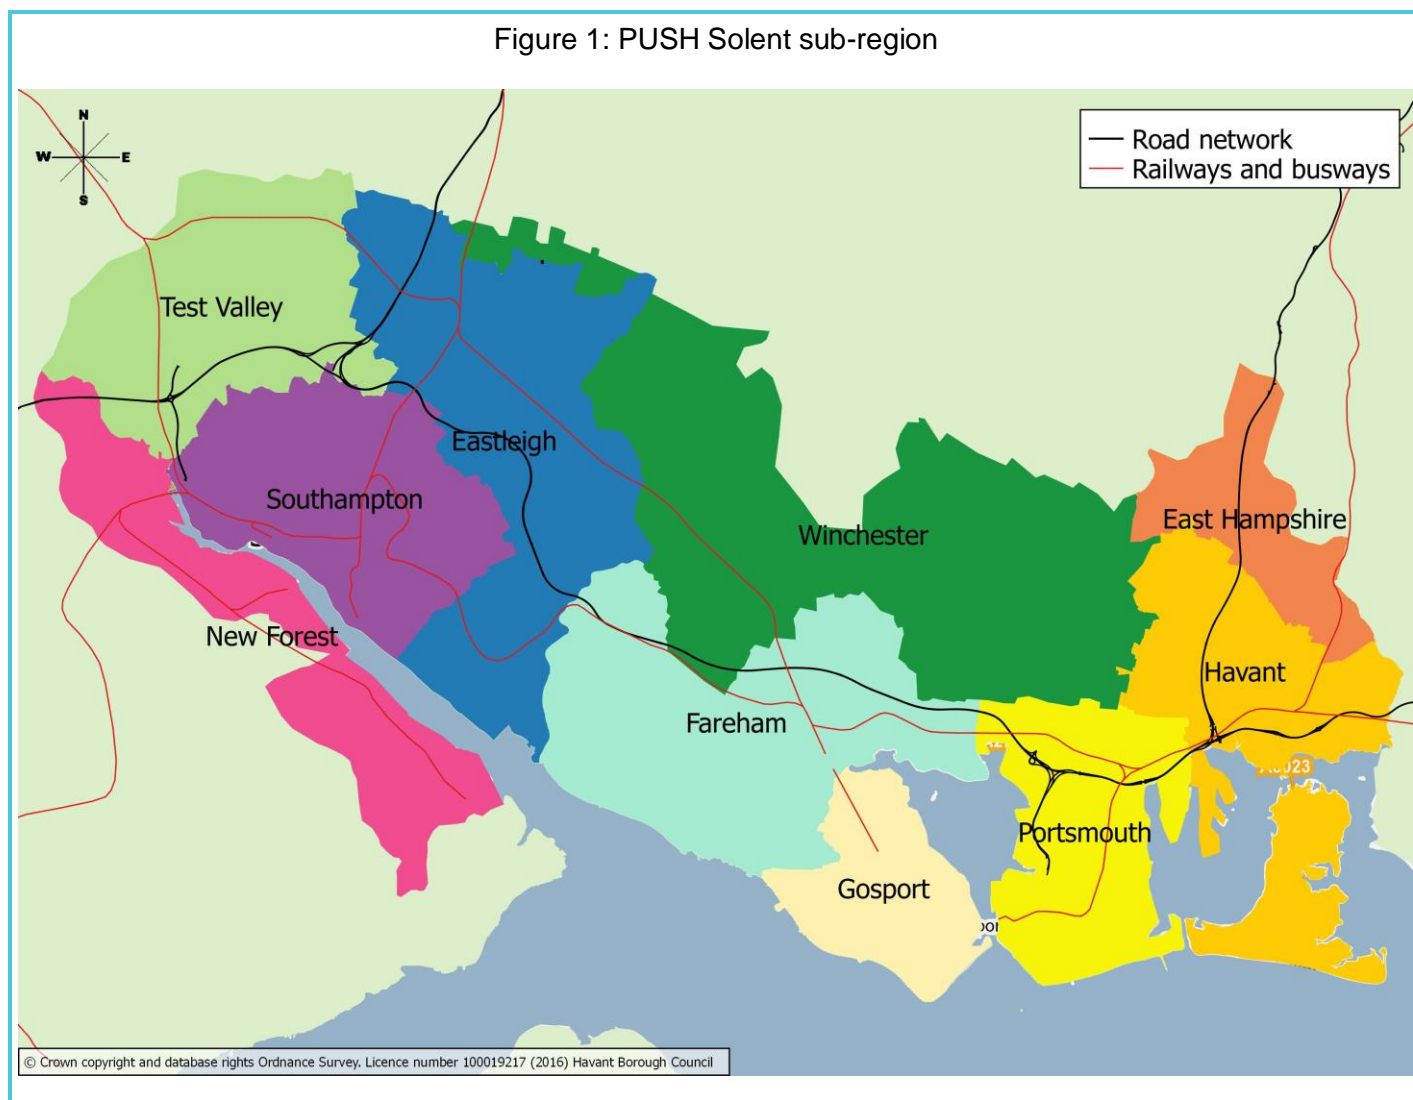 Figure 1: PUSH Solent sub-region
N
W E
S
Road network
Railways and busways
Test Valley
Eastleigh
Southampton
Winchester
East Hampshire
New Forest
Havant
Fareham
Portsmouth
Gosport
© Crown copyright and database rights Ordnance Survey. Licence number 100019217 (2016) Havant Borough Council